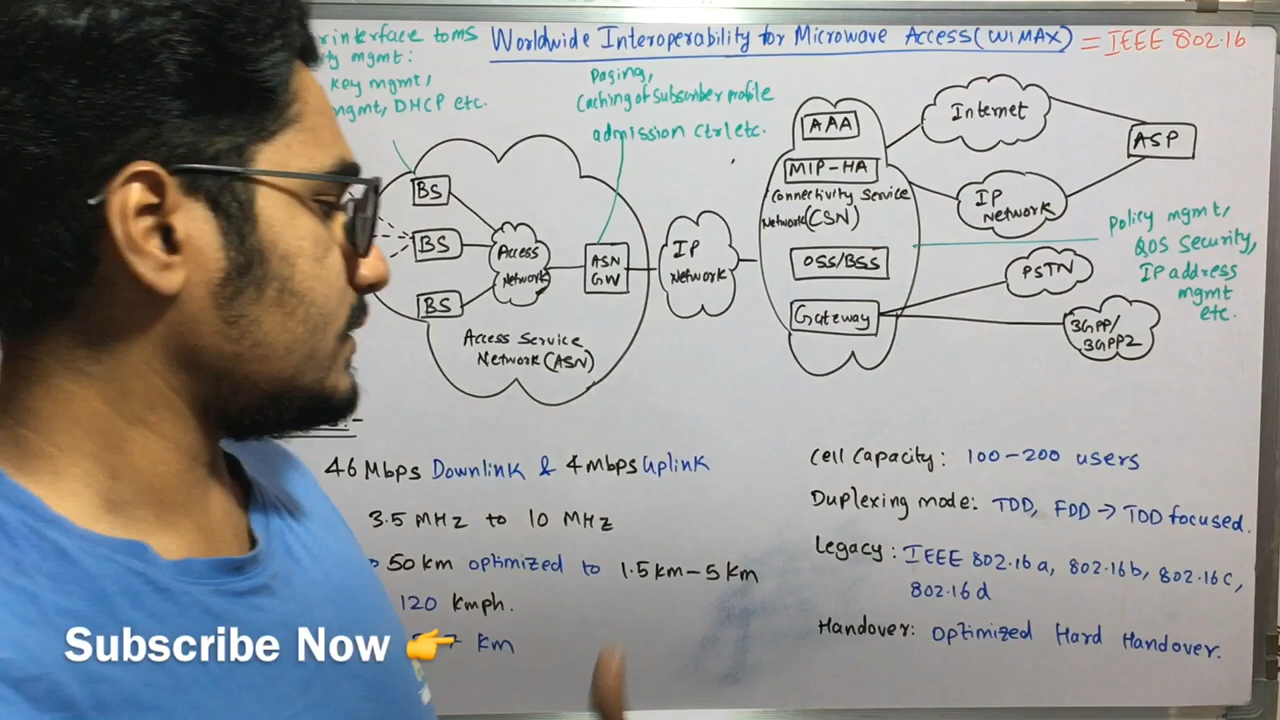 Worldwide Interoperability for Microwave Access (WIMAX) = IEEE 802.16
interface to MS
mgmt:
key mgmt,
mgmt, DHCP etc.
Paging,
Caching of Subscriber profile
admission ctrl etc.
BS
BS
BS
Access
Network
ASN
GW
Access Service
Network (ASN)
IP
Network
AAA
MIP-HA
Connectivity Service
Network (CSN)
OSS/BSS
Gateway
Internet
IP
Network
ASP
PSTN
3GPP/
3GPP2
Policy mgmt,
QOS Security,
IP address
mgmt
etc.
46 Mbps Downlink & 4 mbps Uplink
3.5 MHz to 10 MHz
50 km optimized to 1.5 km - 5 km
120 kmph.
km
Cell Capacity: 100-200 users
Duplexing mode: TDD, FDD → TDD focused.
Legacy: IEEE 802.16a, 802.16b, 802.16c,
802.16d
Handover: Optimized Hard Handover.
Subscribe Now 👉